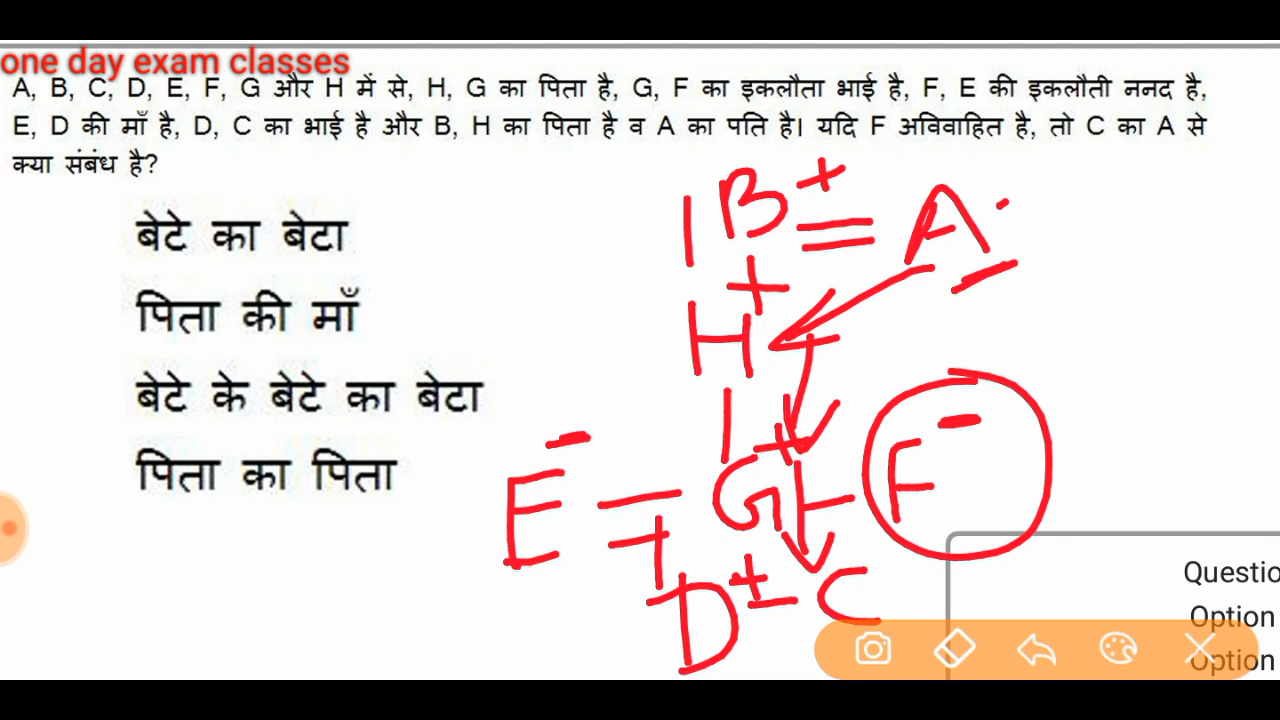 one day exam classes
A, B, C, D, E, F, G और H में से, H, G का पिता है, G, F का इकलौता भाई है, F, E की इकलौती ननद है,
E, D की माँ है, D, C का भाई है और B, H का पिता है व A का पति है। यदि F अविवाहित है, तो C का A से
क्या संबंध है?
बेटे का बेटा
पिता की माँ
बेटे के बेटे का बेटा
पिता का पिता
B + = A
+
H
E - = G + - F -
D ± C
Questio
Option
Option